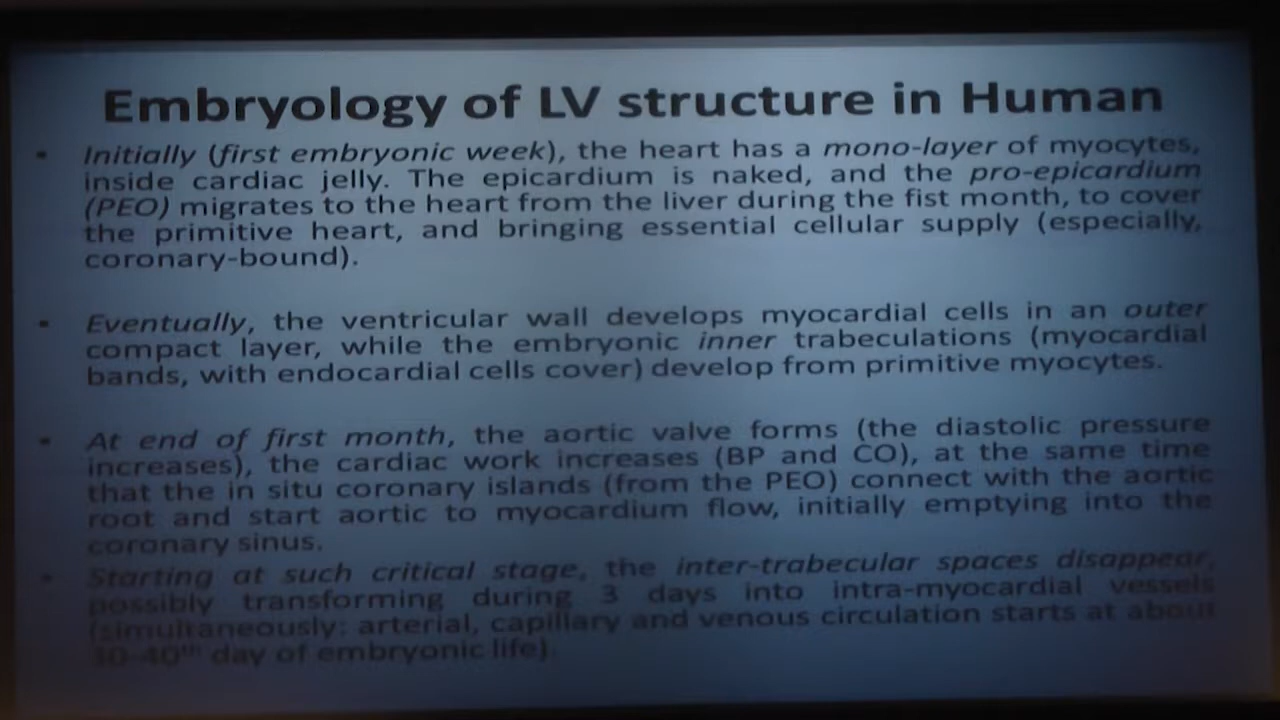 Embryology of LV structure in Human
• Initially (first embryonic week), the heart has a mono-layer of myocytes,
inside cardiac jelly. The epicardium is naked, and the pro-epicardium
(PEO) migrates to the heart from the liver during the fist month, to cover
the primitive heart, and bringing essential cellular supply (especially,
coronary-bound).
• Eventually, the ventricular wall develops myocardial cells in an outer
compact layer, while the embryonic inner trabeculations (myocardial
bands, with endocardial cells cover) develop from primitive myocytes.
• At end of first month, the aortic valve forms (the diastolic pressure
increases), the cardiac work increases (BP and CO), at the same time
that the in situ coronary islands (from the PEO) connect with the aortic
root and start aortic to myocardium flow, initially emptying into the
coronary sinus.
• Starting at such critical stage, the inter-trabecular spaces disappear,
possibly transforming during 3 days into intra-myocardial vessels
(simultaneously: arterial, capillary and venous circulation starts at about
30-40th day of embryonic life).